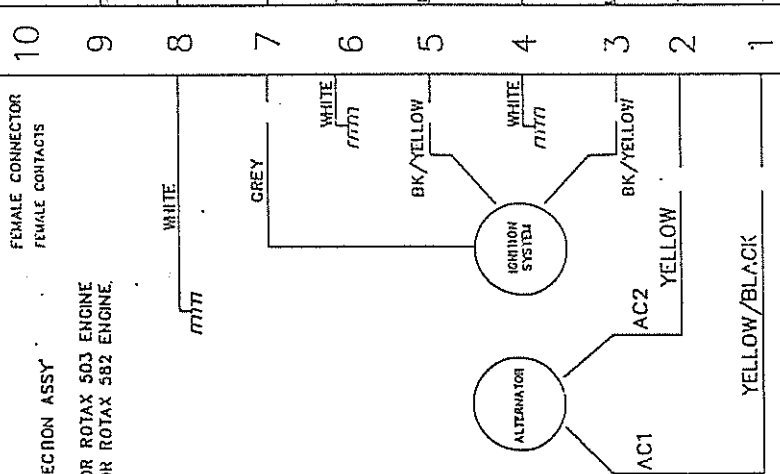 10
FEMALE CONNECTOR
FEMALE CONTACTS
ECTION ASSY
OR ROTAX 503 ENGINE
OR ROTAX 582 ENGINE.
9
8
WHITE
7
GREY
6
WHITE
5
BK/YELLOW
4
WHITE
3
BK/YELLOW
IGNITION
SYSTEM
2
YELLOW
AC2
ALTERNATOR
1
YELLOW/BLACK
AC1